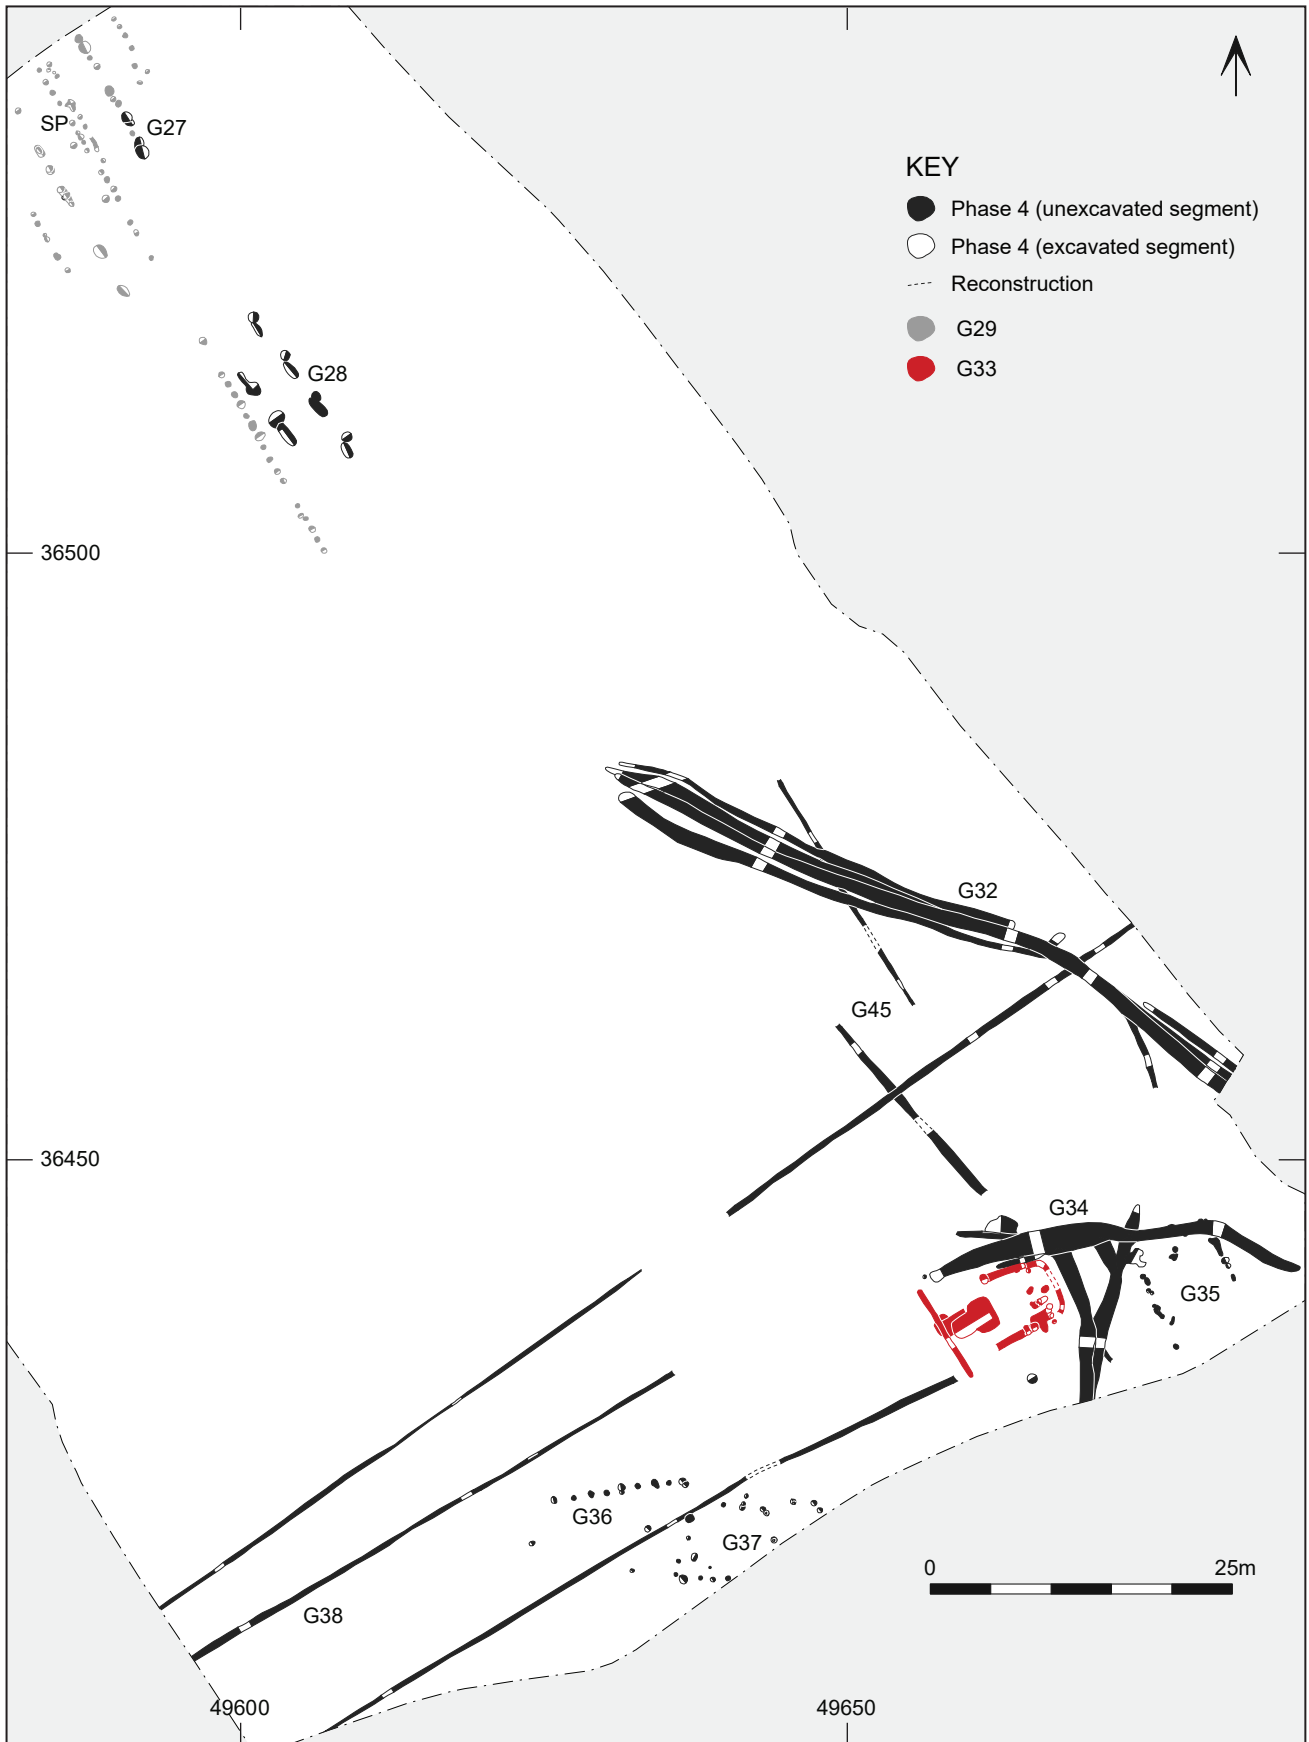 SP
G27
KEY
Phase 4 (unexcavated segment)
Phase 4 (excavated segment)
Reconstruction
G29
G33
G28
36500
G32
G45
36450
G34
G35
G36
G37
G38
0 25m
49600 49650